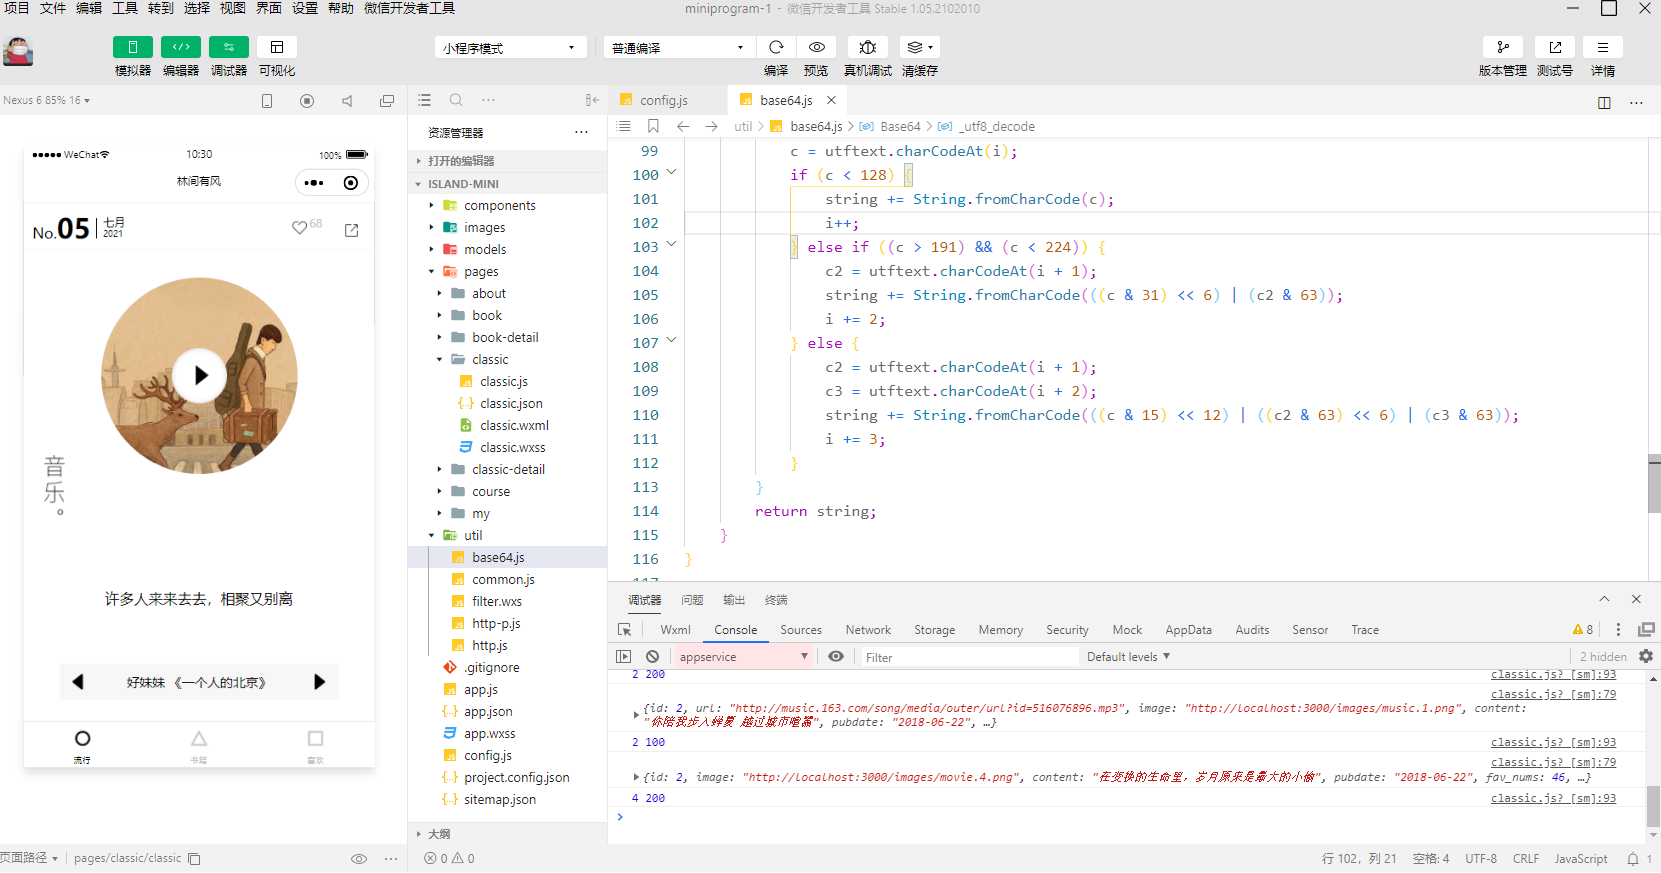 项目 文件 编辑 工具 转到 选择 视图 界面 设置 帮助 微信开发者工具
miniprogram-1 - 微信开发者工具 Stable 1.05.2102010
模拟器 编辑器 调试器 可视化
小程序模式
普通编译
编译 预览 真机调试 清缓存
版本管理 测试号 详情
Nexus 6 85% 16
WeChat 10:30 100%
林间有风
No.05 七月 2021
68
音乐。
许多人来来去去，相聚又别离
好妹妹 《一个人的北京》
流行 书籍 喜欢
页面路径 pages/classic/classic
资源管理器
打开的编辑器
ISLAND-MINI
components
images
models
pages
about
book
book-detail
classic
classic.js
classic.json
classic.wxml
classic.wxss
classic-detail
course
my
util
base64.js
common.js
filter.wxs
http-p.js
http.js
.gitignore
app.js
app.json
app.wxss
config.js
project.config.json
sitemap.json
大纲
0 0
config.js base64.js
util > base64.js > Base64 > _utf8_decode
99 c = utftext.charCodeAt(i);
100 if (c < 128) {
101 string += String.fromCharCode(c);
102 i++;
103 } else if ((c > 191) && (c < 224)) {
104 c2 = utftext.charCodeAt(i + 1);
105 string += String.fromCharCode(((c & 31) << 6) | (c2 & 63));
106 i += 2;
107 } else {
108 c2 = utftext.charCodeAt(i + 1);
109 c3 = utftext.charCodeAt(i + 2);
110 string += String.fromCharCode(((c & 15) << 12) | ((c2 & 63) << 6) | (c3 & 63));
111 i += 3;
112 }
113 }
114 return string;
115 }
116 }
117
调试器 问题 输出 终端
Wxml Console Sources Network Storage Memory Security Mock AppData Audits Sensor Trace 8
appservice Filter Default levels 2 hidden
2 200 classic.js? [sm]:93
classic.js? [sm]:79
{id: 2, url: "http://music.163.com/song/media/outer/url?id=516076896.mp3", image: "http://localhost:3000/images/music.1.png", content:
"你陪我步入蝉夏 越过城市喧嚣", pubdate: "2018-06-22", …}
2 100 classic.js? [sm]:93
classic.js? [sm]:79
{id: 2, image: "http://localhost:3000/images/movie.4.png", content: "在变换的生命里，岁月原来是最大的小偷", pubdate: "2018-06-22", fav_nums: 46, …}
4 200 classic.js? [sm]:93
行 102，列 21 空格: 4 UTF-8 CRLF JavaScript 1